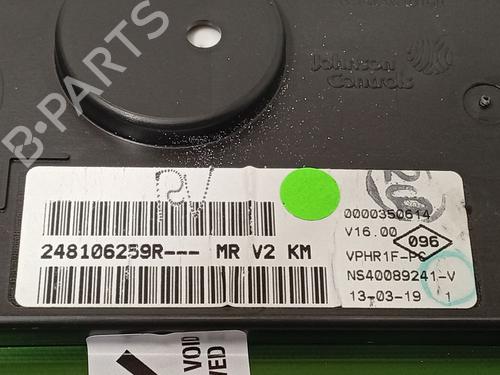 B-PARTS
Johnson
Controls
0000350614
V16.00
096
248106259R--- MR V2 KM
VPHR1F-PC
NS40089241-V
13-03-19 1
VOID